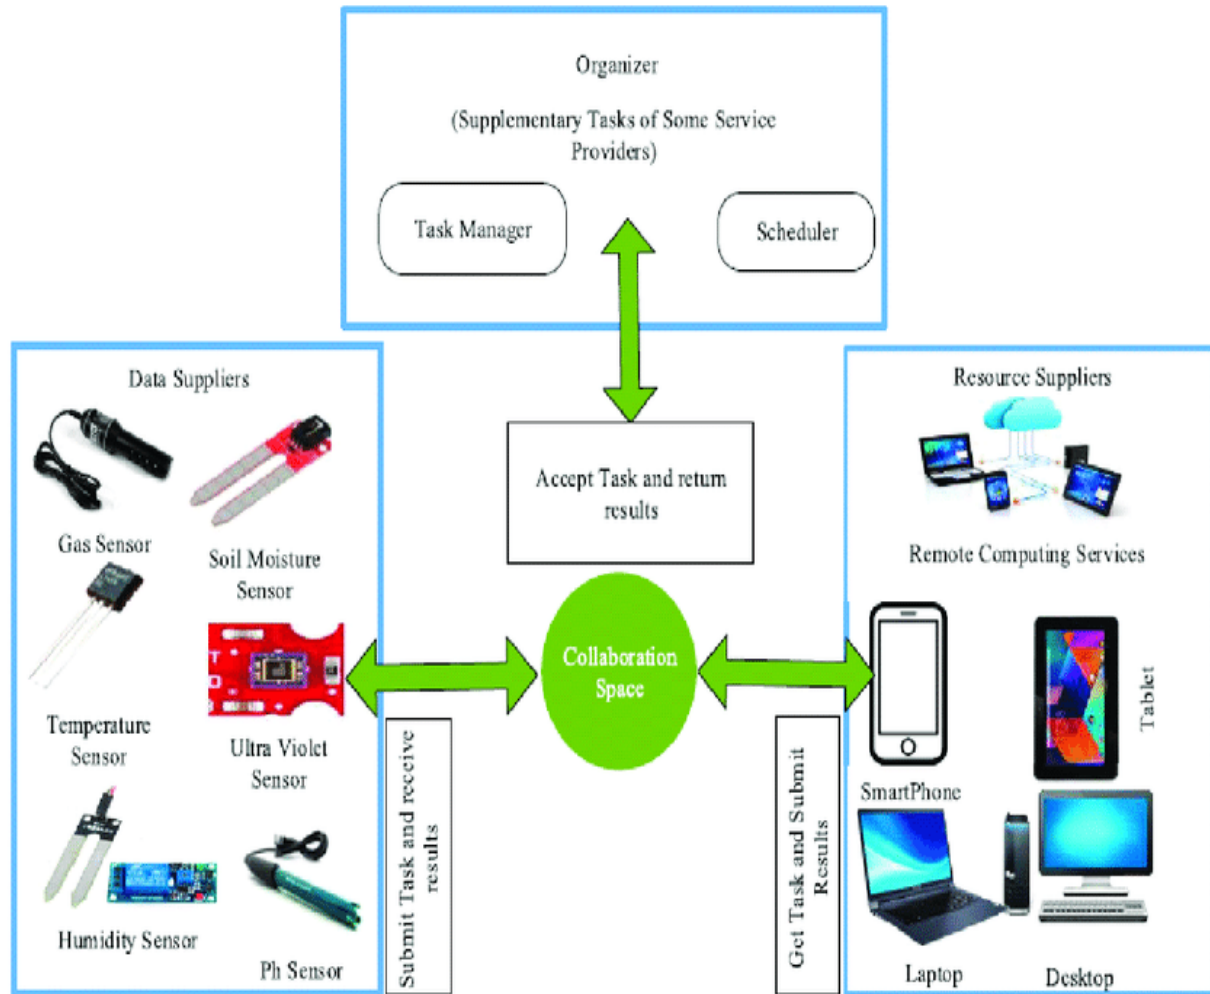 Organizer
(Supplementary Tasks of Some Service
Providers)
Task Manager
Scheduler
Accept Task and return
results
Data Suppliers
Gas Sensor
Soil Moisture
Sensor
Temperature
Sensor
Ultra Violet
Sensor
Humidity Sensor
Ph Sensor
Submit Task and receive
results
Collaboration
Space
Get Task and Submit
Results
Resource Suppliers
Remote Computing Services
SmartPhone
Tablet
Laptop
Desktop